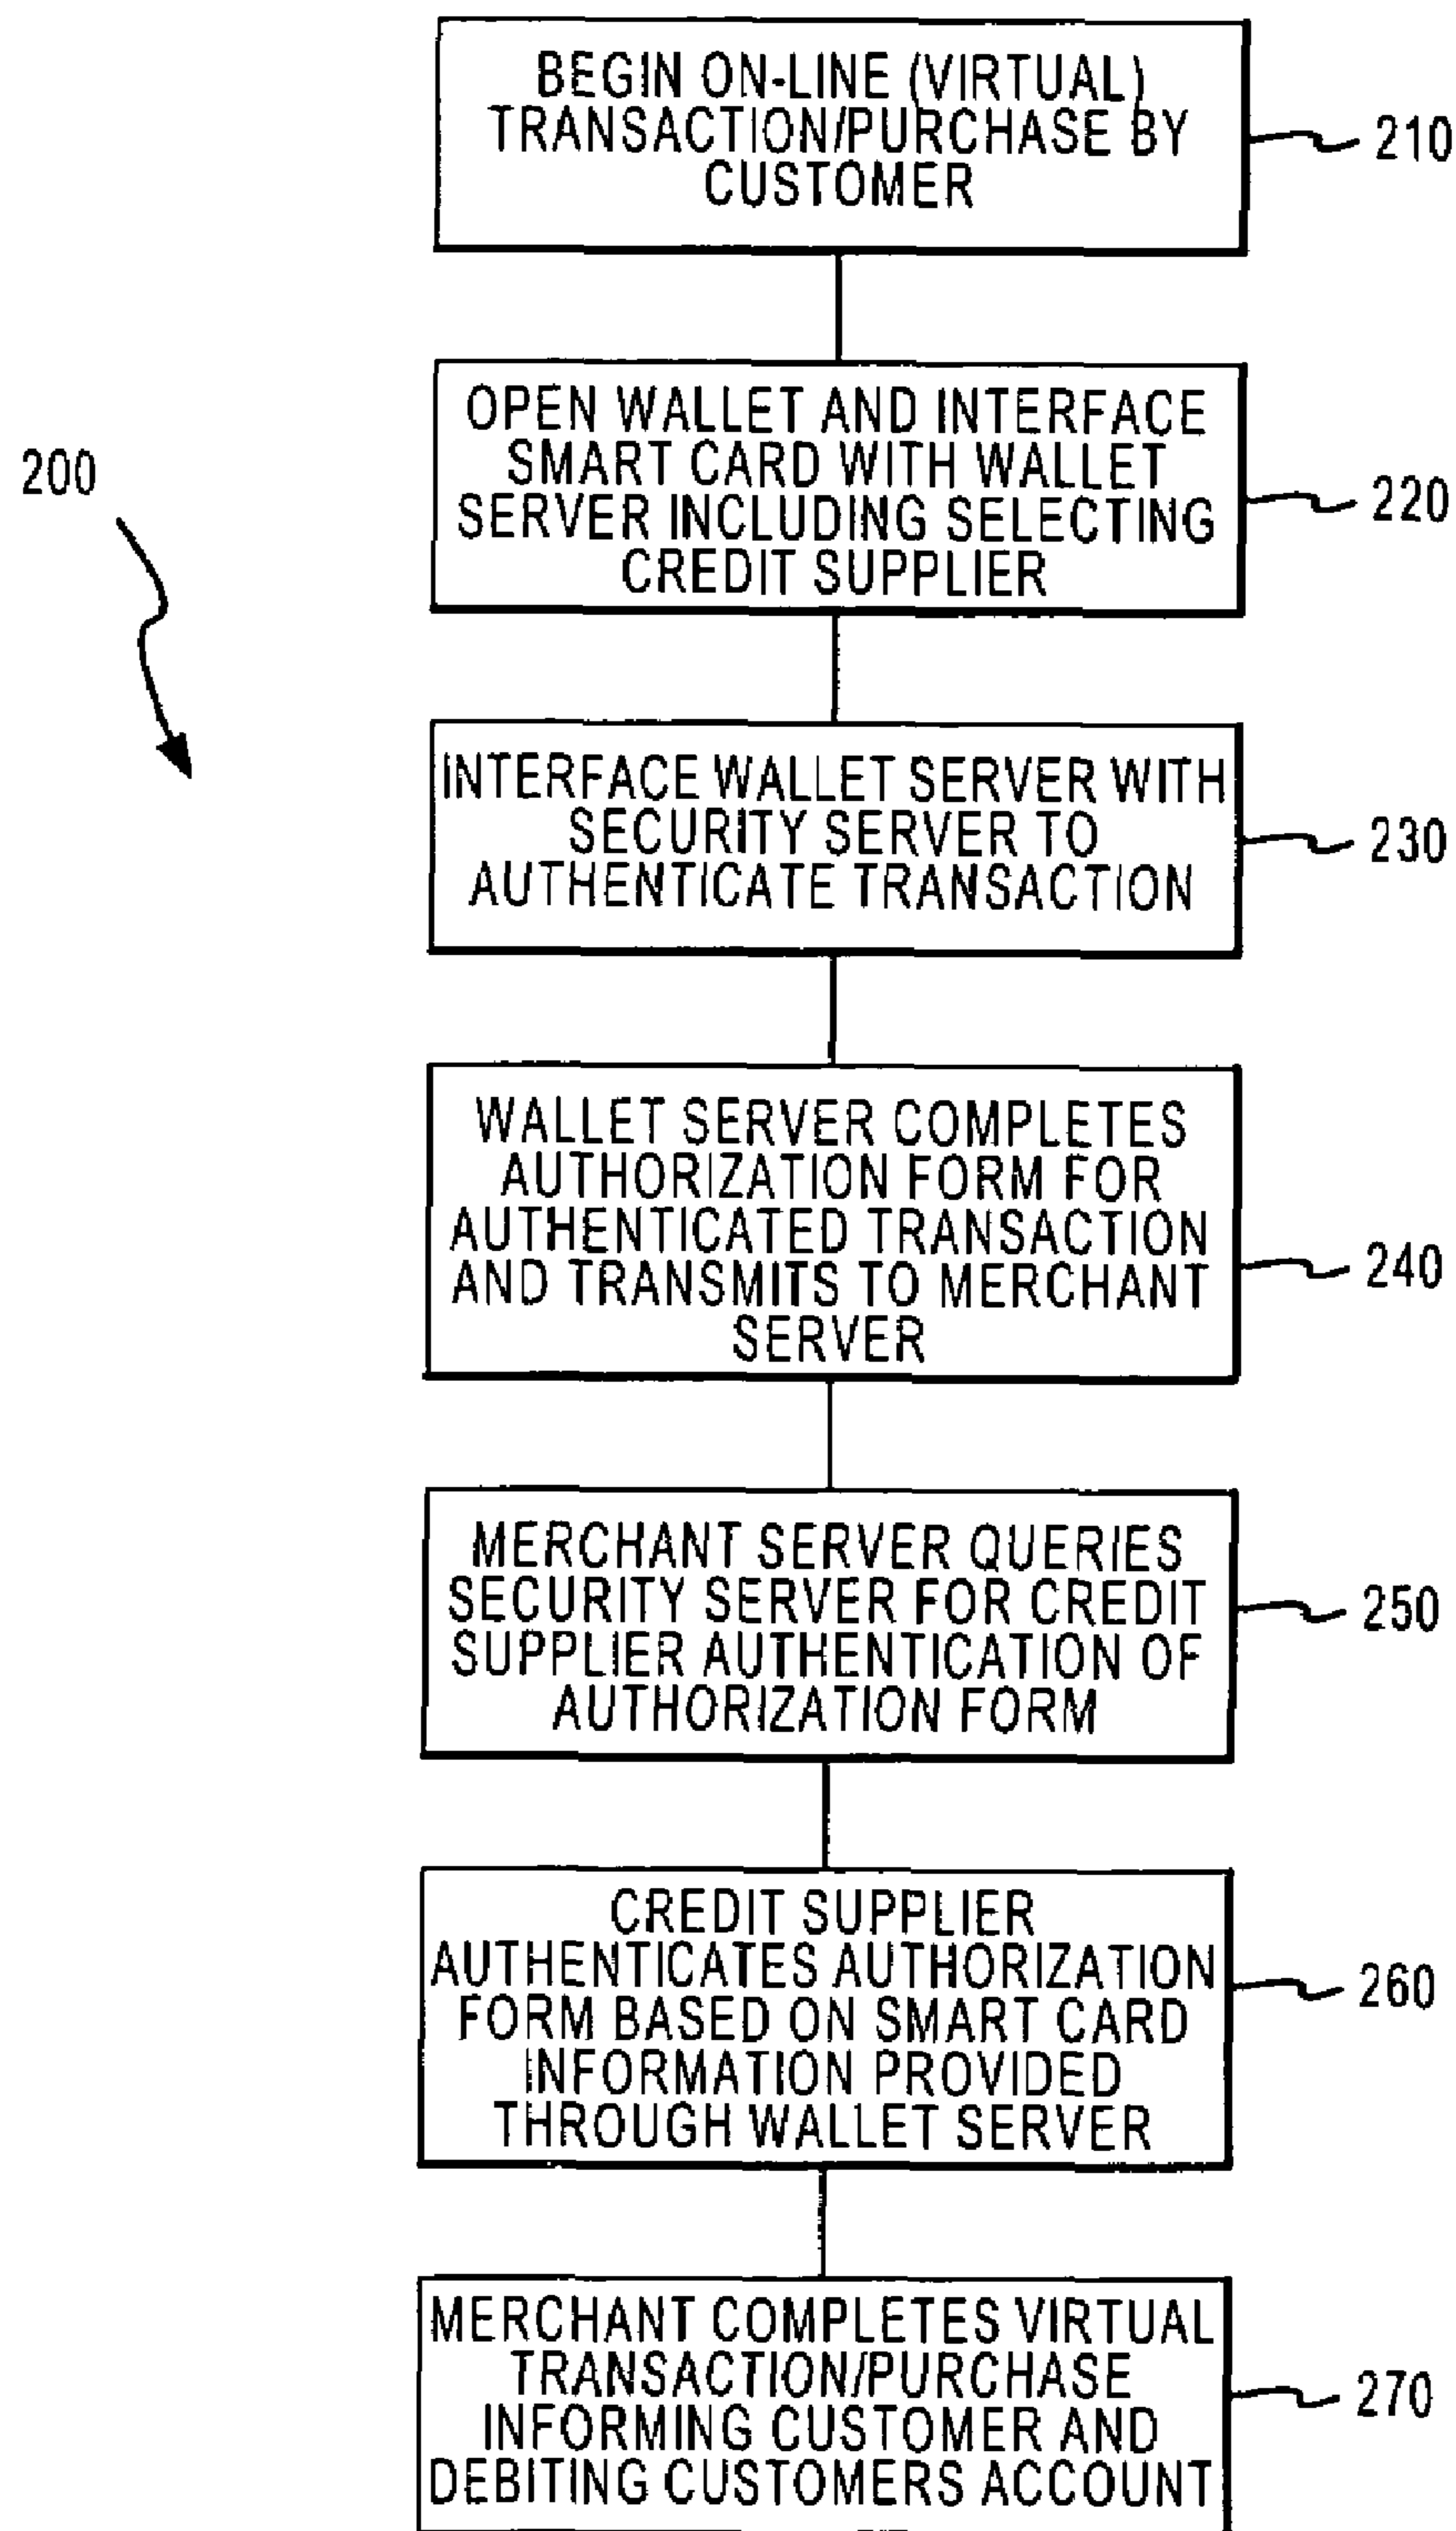 BEGIN ON-LINE (VIRTUAL)
TRANSACTION/PURCHASE BY
CUSTOMER
210
OPEN WALLET AND INTERFACE
SMART CARD WITH WALLET
SERVER INCLUDING SELECTING
CREDIT SUPPLIER
220
200
INTERFACE WALLET SERVER WITH
SECURITY SERVER TO
AUTHENTICATE TRANSACTION
230
WALLET SERVER COMPLETES
AUTHORIZATION FORM FOR
AUTHENTICATED TRANSACTION
AND TRANSMITS TO MERCHANT
SERVER
240
MERCHANT SERVER QUERIES
SECURITY SERVER FOR CREDIT
SUPPLIER AUTHENTICATION OF
AUTHORIZATION FORM
250
CREDIT SUPPLIER
AUTHENTICATES AUTHORIZATION
FORM BASED ON SMART CARD
INFORMATION PROVIDED
THROUGH WALLET SERVER
260
MERCHANT COMPLETES VIRTUAL
TRANSACTION/PURCHASE
INFORMING CUSTOMER AND
DEBITING CUSTOMERS ACCOUNT
270